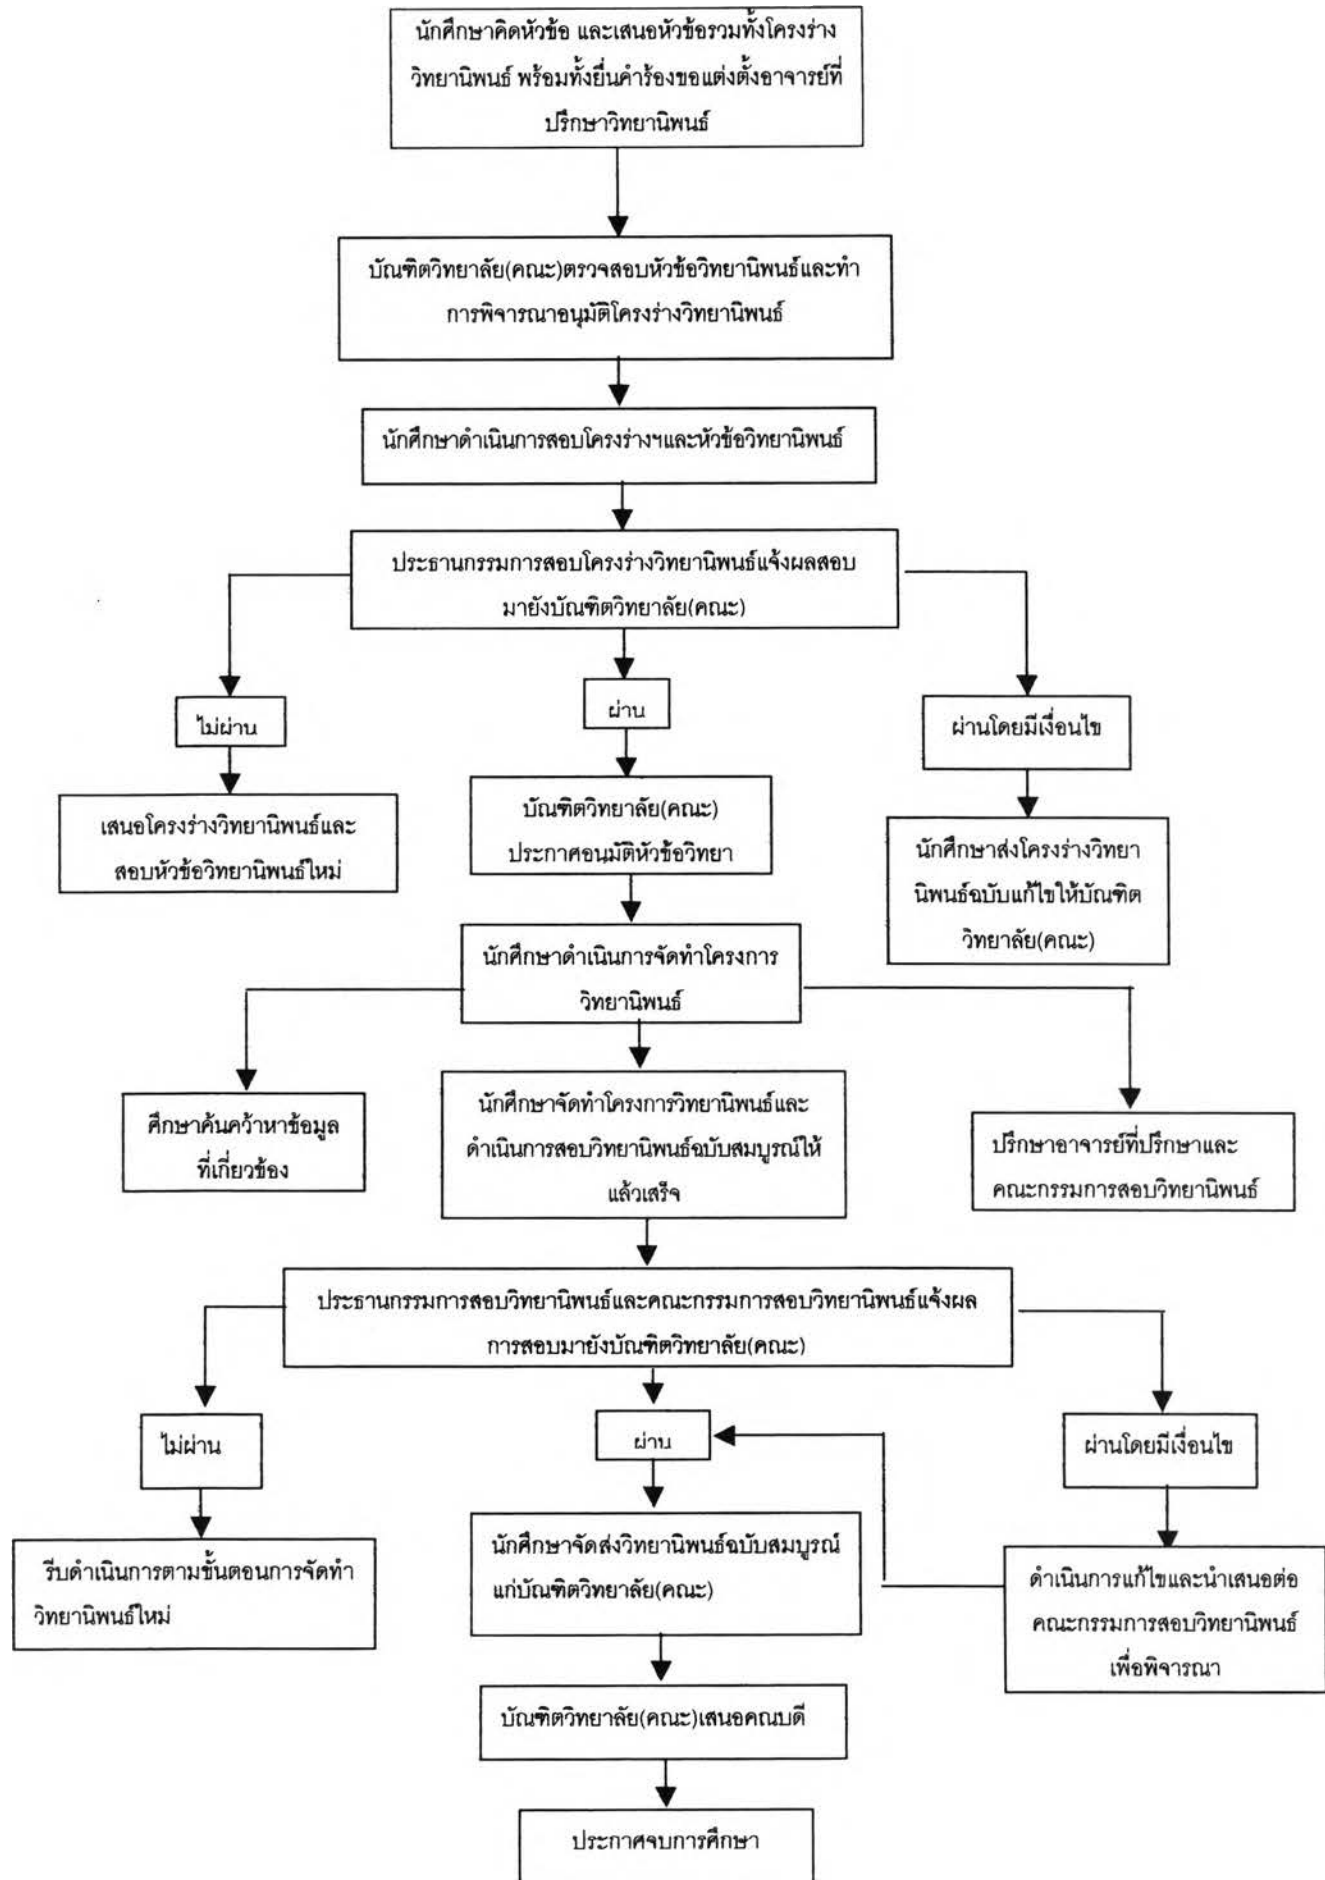 นักศึกษาคิดหัวข้อ และเสนอหัวข้อรวมทั้งโครงร่าง
วิทยานิพนธ์ พร้อมทั้งยื่นคำร้องขอแต่งตั้งอาจารย์ที่
ปรึกษาวิทยานิพนธ์
บัณฑิตวิทยาลัย(คณะ)ตรวจสอบหัวข้อวิทยานิพนธ์และทำ
การพิจารณาอนุมัติโครงร่างวิทยานิพนธ์
นักศึกษาดำเนินการสอบโครงร่างฯและหัวข้อวิทยานิพนธ์
ประธานกรรมการสอบโครงร่างวิทยานิพนธ์แจ้งผลสอบ
มายังบัณฑิตวิทยาลัย(คณะ)
ไม่ผ่าน
ผ่าน
ผ่านโดยมีเงื่อนไข
เสนอโครงร่างวิทยานิพนธ์และ
สอบหัวข้อวิทยานิพนธ์ใหม่
บัณฑิตวิทยาลัย(คณะ)
ประกาศอนมัติหัวข้อวิทยา
นักศึกษาส่งโครงร่างวิทยา
นิพนธ์ฉบับแก้ไขให้บัณฑิต
วิทยาลัย(คณะ)
นักศึกษาดำเนินการจัดทำโครงการ
วิทยานิพนธ์
ศึกษาค้นคว้าหาข้อมูล
ที่เกี่ยวข้อง
นักศึกษาจัดทำโครงการวิทยานิพนธ์และ
ดำเนินการสอบวิทยานิพนธ์ฉบับสมบูรณ์ให้
แล้วเสร็จ
ปรึกษาอาจารย์ที่ปรึกษาและ
คณะกรรมการสอบวิทยานิพนธ์
ประธานกรรมการสอบวิทยานิพนธ์และคณะกรรมการสอบวิทยานิพนธ์แจ้งผล
การสอบมายังบัณฑิตวิทยาลัย(คณะ)
ไม่ผ่าน
ผ่าน
ผ่านโดยมีเงื่อนไข
รีบดำเนินการตามขั้นตอนการจัดทำ
วิทยานิพนธ์ใหม่
นักศึกษาจัดส่งวิทยานิพนธ์ฉบับสมบูรณ์
แก่บัณฑิตวิทยาลัย(คณะ)
ดำเนินการแก้ไขและนำเสนอต่อ
คณะกรรมการสอบวิทยานิพนธ์
เพื่อพิจารณา
บัณฑิตวิทยาลัย(คณะ)เสนอคณบดี
ประกาศจบการศึกษา